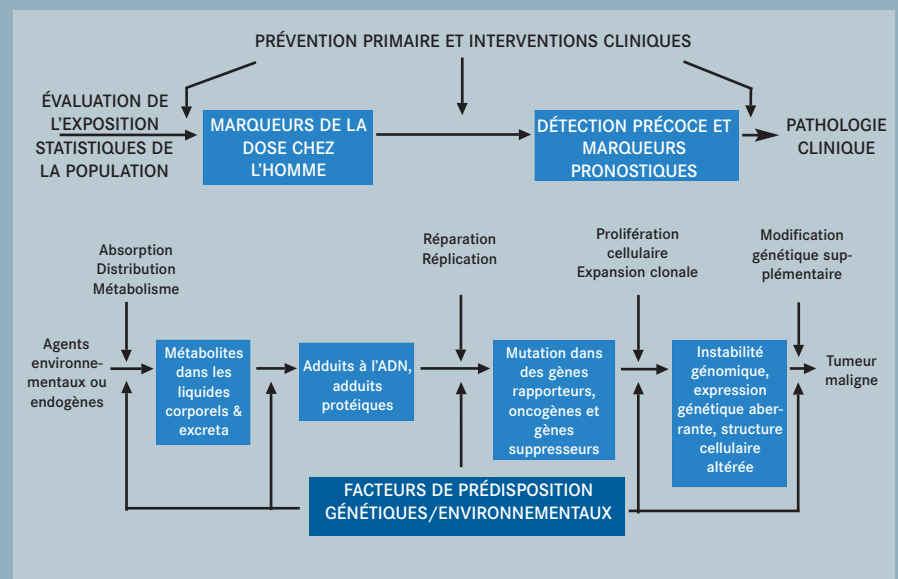 PRÉVENTION PRIMAIRE ET INTERVENTIONS CLINIQUES
ÉVALUATION DE
L'EXPOSITION
STATISTIQUES DE
LA POPULATION
MARQUEURS DE LA
DOSE CHEZ
L'HOMME
DÉTECTION PRÉCOCE ET
MARQUEURS
PRONOSTIQUES
PATHOLOGIE
CLINIQUE
Absorption
Distribution
Métabolisme
Réparation
Réplication
Prolifération
cellulaire
Expansion clonale
Modification
génétique sup-
plémentaire
Agents
environne-
mentaux ou
endogènes
Métabolites
dans les
liquides
corporels &
excreta
Adduits à l'ADN,
adduits
protéiques
Mutation dans
des gènes
rapporteurs,
oncogènes et
gènes
suppresseurs
Instabilité
génomique,
expression
génétique aber-
rante, structure
cellulaire
altérée
Tumeur
maligne
FACTEURS DE PRÉDISPOSITION
GÉNÉTIQUES/ENVIRONNEMENTAUX